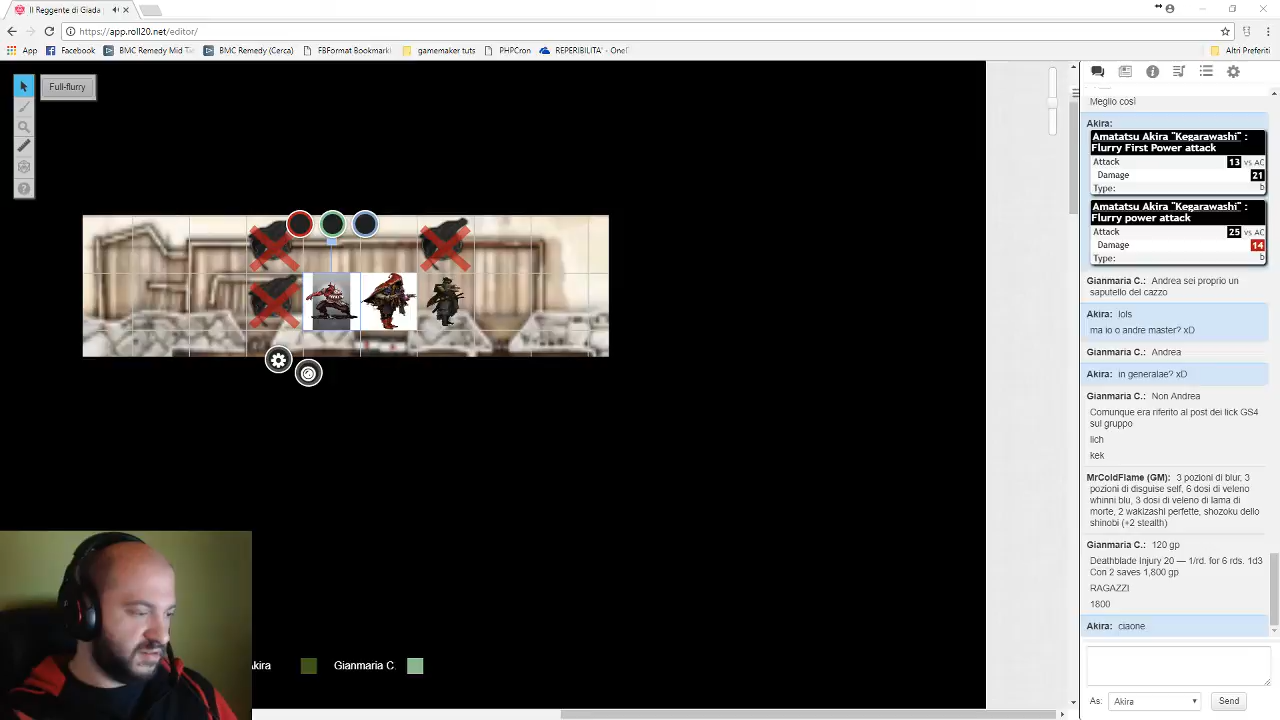 Il Reggente di Giada
https://app.roll20.net/editor/
App
Facebook
BMC Remedy Mid Tie
BMC Remedy (Cerca)
FBFormat Bookmarkl
gamemaker tuts
PHPCron
REPERIBILITA' - OneD
Altri Preferiti
Full-flurry
Meglio così
Akira:
Amatatsu Akira "Kegarawashi" :
Flurry First Power attack
Attack 13 vs AC
Damage 21
Type: b
Amatatsu Akira "Kegarawashi" :
Flurry power attack
Attack 25 vs AC
Damage 14
Type: b
Gianmaria C.: Andrea sei proprio un
saputello del cazzo
Akira: lols
ma io o andre master? xD
Gianmaria C.: Andrea
Akira: in generalae? xD
Gianmaria C.: Non Andrea
Comunque era riferito al post dei lick GS4
sul gruppo
lich
kek
MrColdFlame (GM): 3 pozioni di blur, 3
pozioni di disguise self, 6 dosi di veleno
whinni blu, 3 dosi di veleno di lama di
morte, 2 wakizashi perfette, shozoku dello
shinobi (+2 stealth)
Gianmaria C.: 120 gp
Deathblade Injury 20 — 1/rd. for 6 rds. 1d3
Con 2 saves 1,800 gp
RAGAZZI
1800
Akira: ciaone
kira
Gianmaria C.
As: Akira
Send